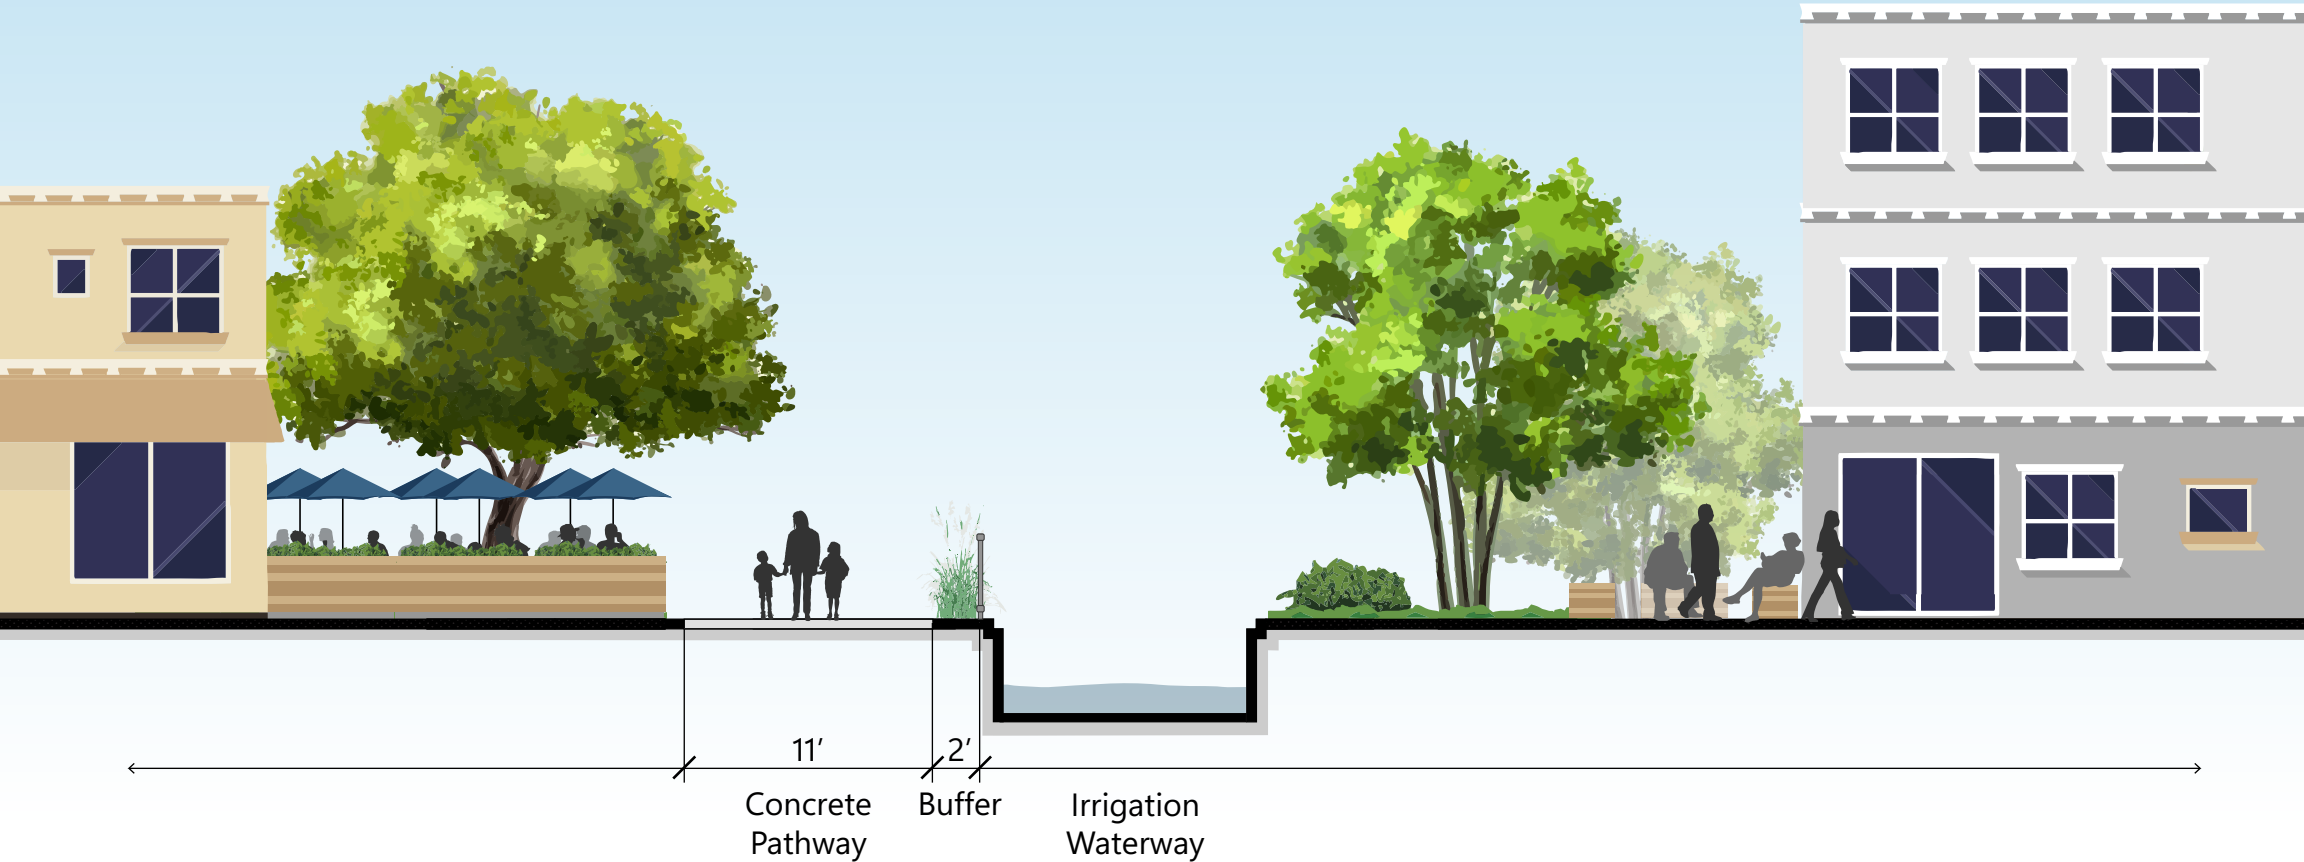 11’
2’
Concrete
Pathway
Buffer
Irrigation
Waterway